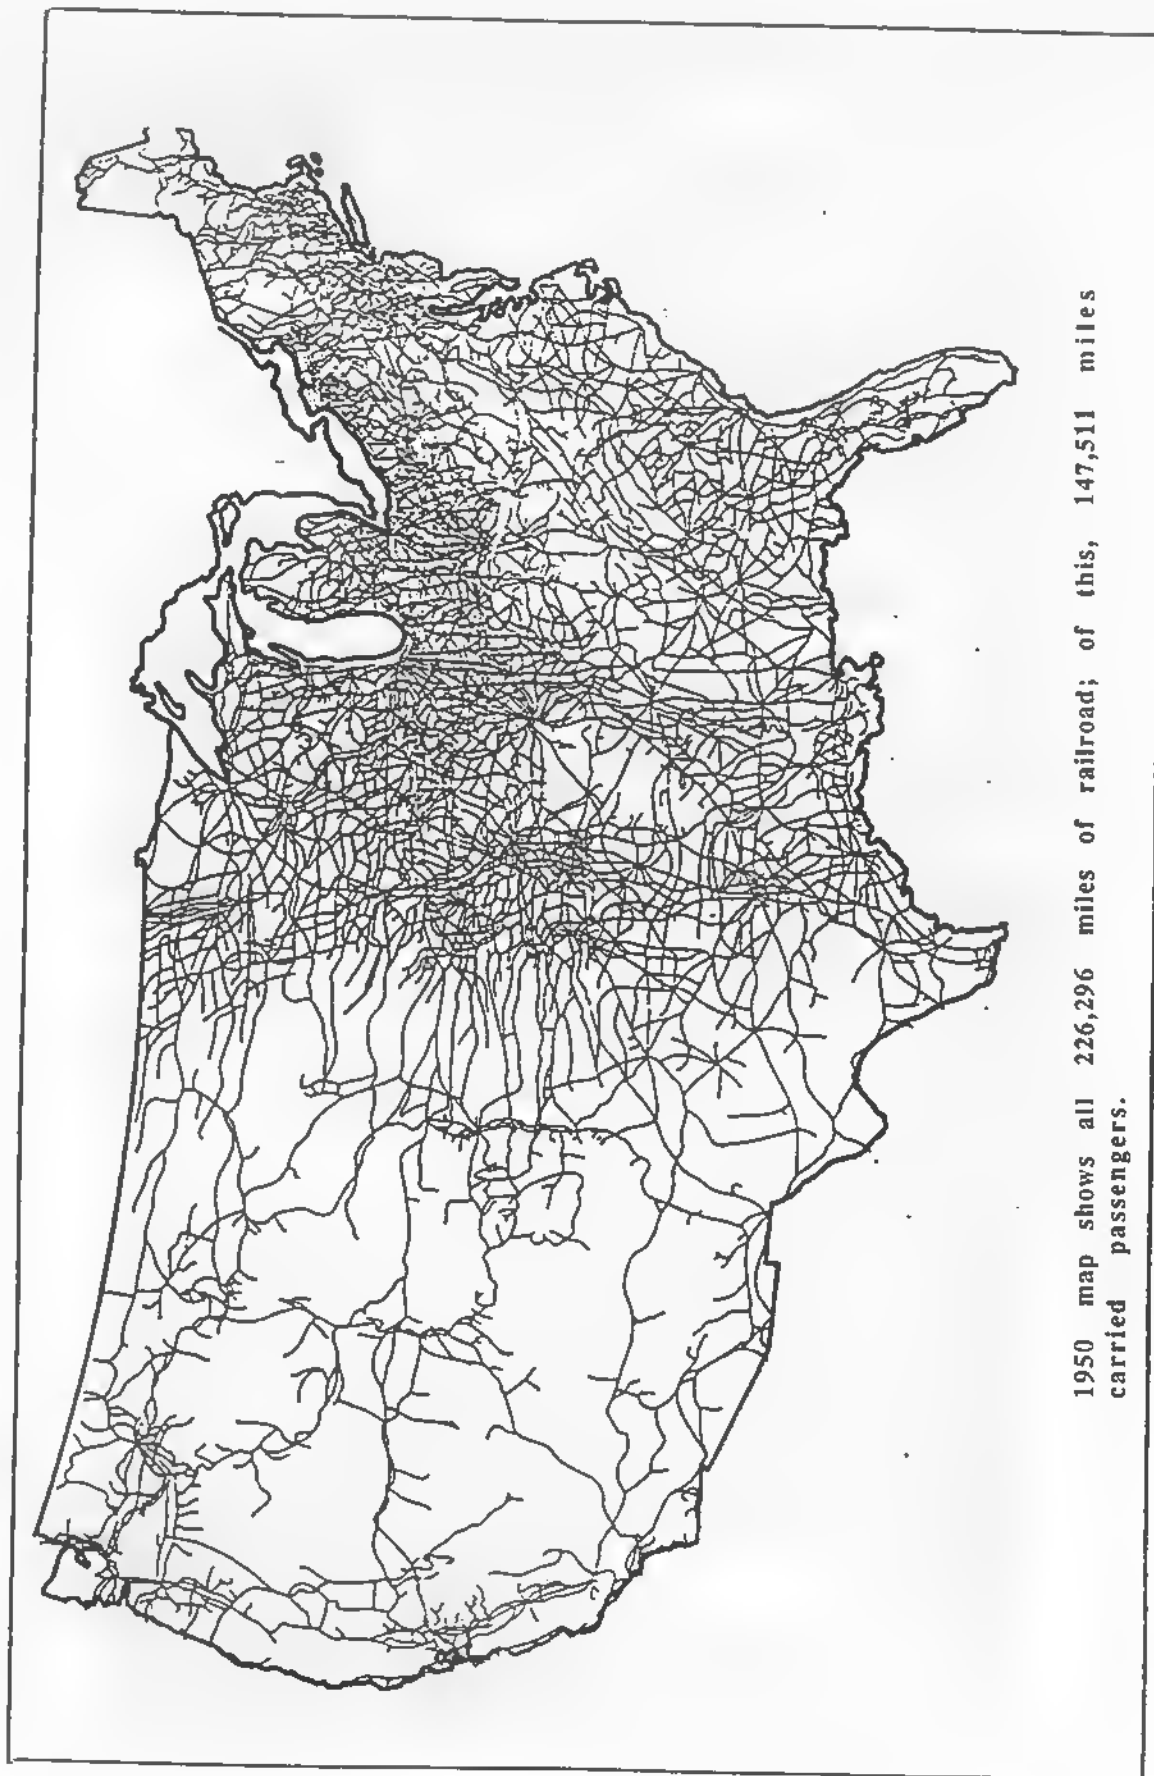 1950 map shows all 226,296 miles of railroad; of this, 147,511 miles
carried passengers.